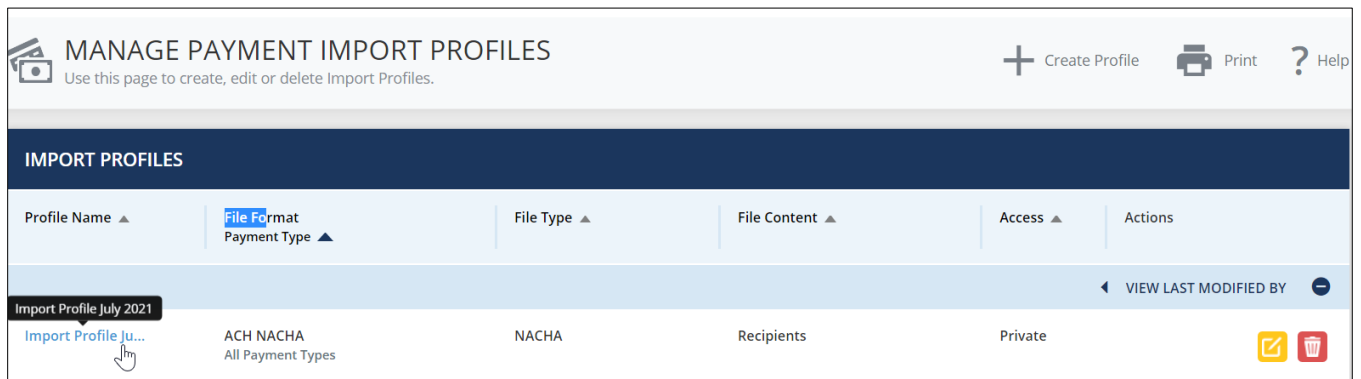 MANAGE PAYMENT IMPORT PROFILES
Use this page to create, edit or delete Import Profiles.
Create Profile
Print
? Help
IMPORT PROFILES
Profile Name
File Format
Payment Type
File Type
File Content
Access
Actions
VIEW LAST MODIFIED BY
Import Profile July 2021
Import Profile Ju...
ACH NACHA
All Payment Types
NACHA
Recipients
Private